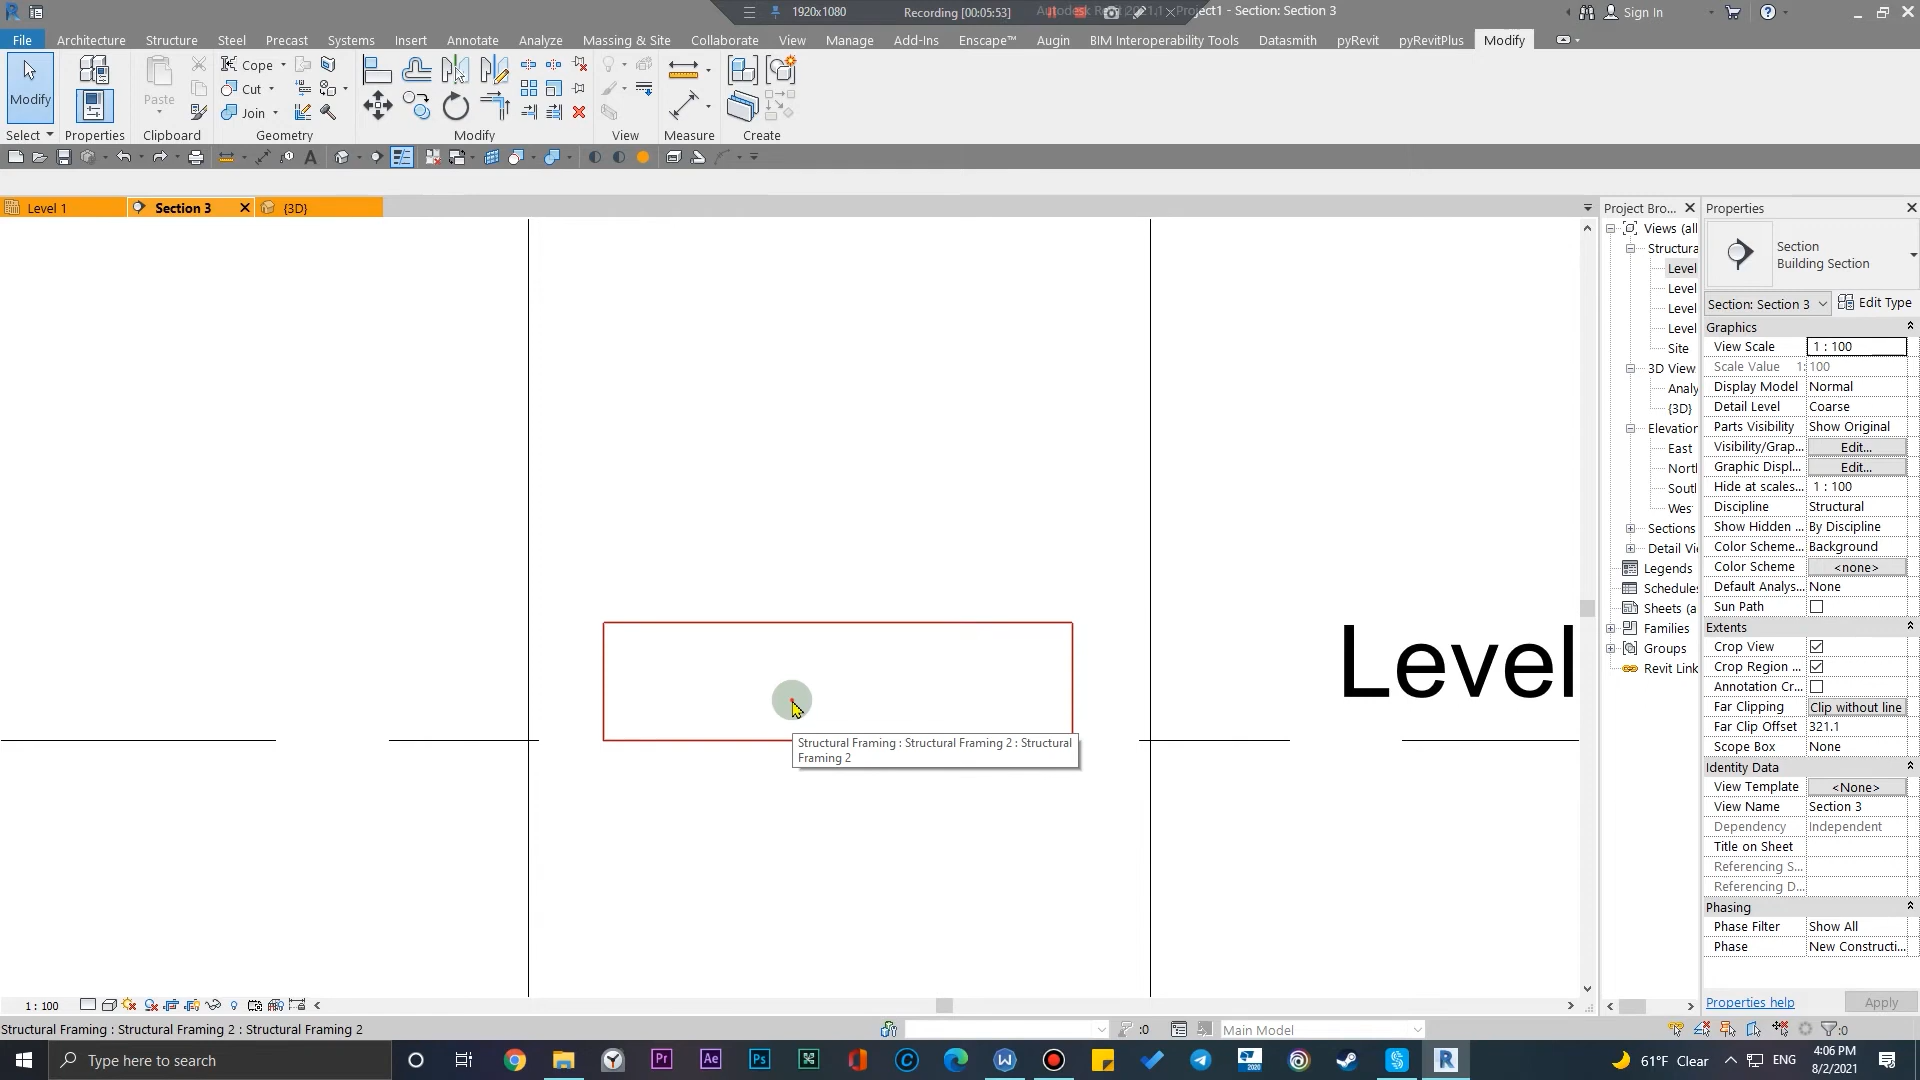 1920x1080
Recording [00:05:53]
Project1 - Section: Section 3
Sign In
File
Architecture
Structure
Steel
Precast
Systems
Insert
Annotate
Analyze
Massing & Site
Collaborate
View
Manage
Add-Ins
Enscape™
Augin
BIM Interoperability Tools
Datasmith
pyRevit
pyRevitPlus
Modify
Modify
Paste
Cope
Cut
Join
Select
Properties
Clipboard
Geometry
Modify
View
Measure
Create
Level 1
Section 3
{3D}
Project Bro...
Views (all
Structura
Level
Level
Level
Level
Site
3D View
Analy
{3D}
Elevation
East
North
South
Wes
Sections
Detail Vi
Legends
Schedules
Sheets (a
Families
Groups
Revit Link
Properties
Section
Building Section
Section: Section 3
Edit Type
Graphics
View Scale 1 : 100
Scale Value 1: 100
Display Model Normal
Detail Level Coarse
Parts Visibility Show Original
Visibility/Grap... Edit...
Graphic Displ... Edit...
Hide at scales... 1 : 100
Discipline Structural
Show Hidden ... By Discipline
Color Scheme... Background
Color Scheme <none>
Default Analys... None
Sun Path
Extents
Crop View
Crop Region ...
Annotation Cr...
Far Clipping Clip without line
Far Clip Offset 321.1
Scope Box None
Identity Data
View Template <None>
View Name Section 3
Dependency Independent
Title on Sheet
Referencing S...
Referencing D...
Phasing
Phase Filter Show All
Phase New Constructi...
Properties help
Apply
Level
Structural Framing : Structural Framing 2 : Structural
Framing 2
1 : 100
Structural Framing : Structural Framing 2 : Structural Framing 2
:0
Main Model
:0
Type here to search
61°F Clear
ENG
4:06 PM
8/2/2021